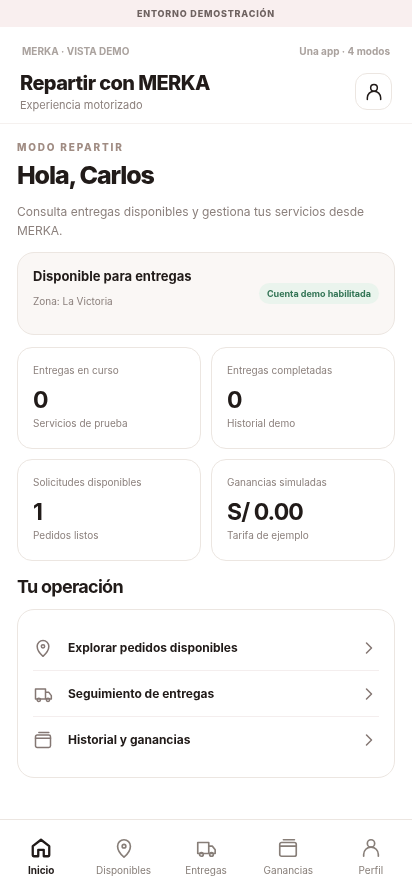 ENTORNO DEMOSTRACIÓN
MERKA · VISTA DEMO
Una app · 4 modos
Repartir con MERKA
Experiencia motorizado
MODO REPARTIR
Hola, Carlos
Consulta entregas disponibles y gestiona tus servicios desde
MERKA.
Disponible para entregas
Zona: La Victoria
Cuenta demo habilitada
Entregas en curso
0
Servicios de prueba
Entregas completadas
0
Historial demo
Solicitudes disponibles
1
Pedidos listos
Ganancias simuladas
S/ 0.00
Tarifa de ejemplo
Tu operación
Explorar pedidos disponibles
Seguimiento de entregas
Historial y ganancias
Inicio
Disponibles
Entregas
Ganancias
Perfil